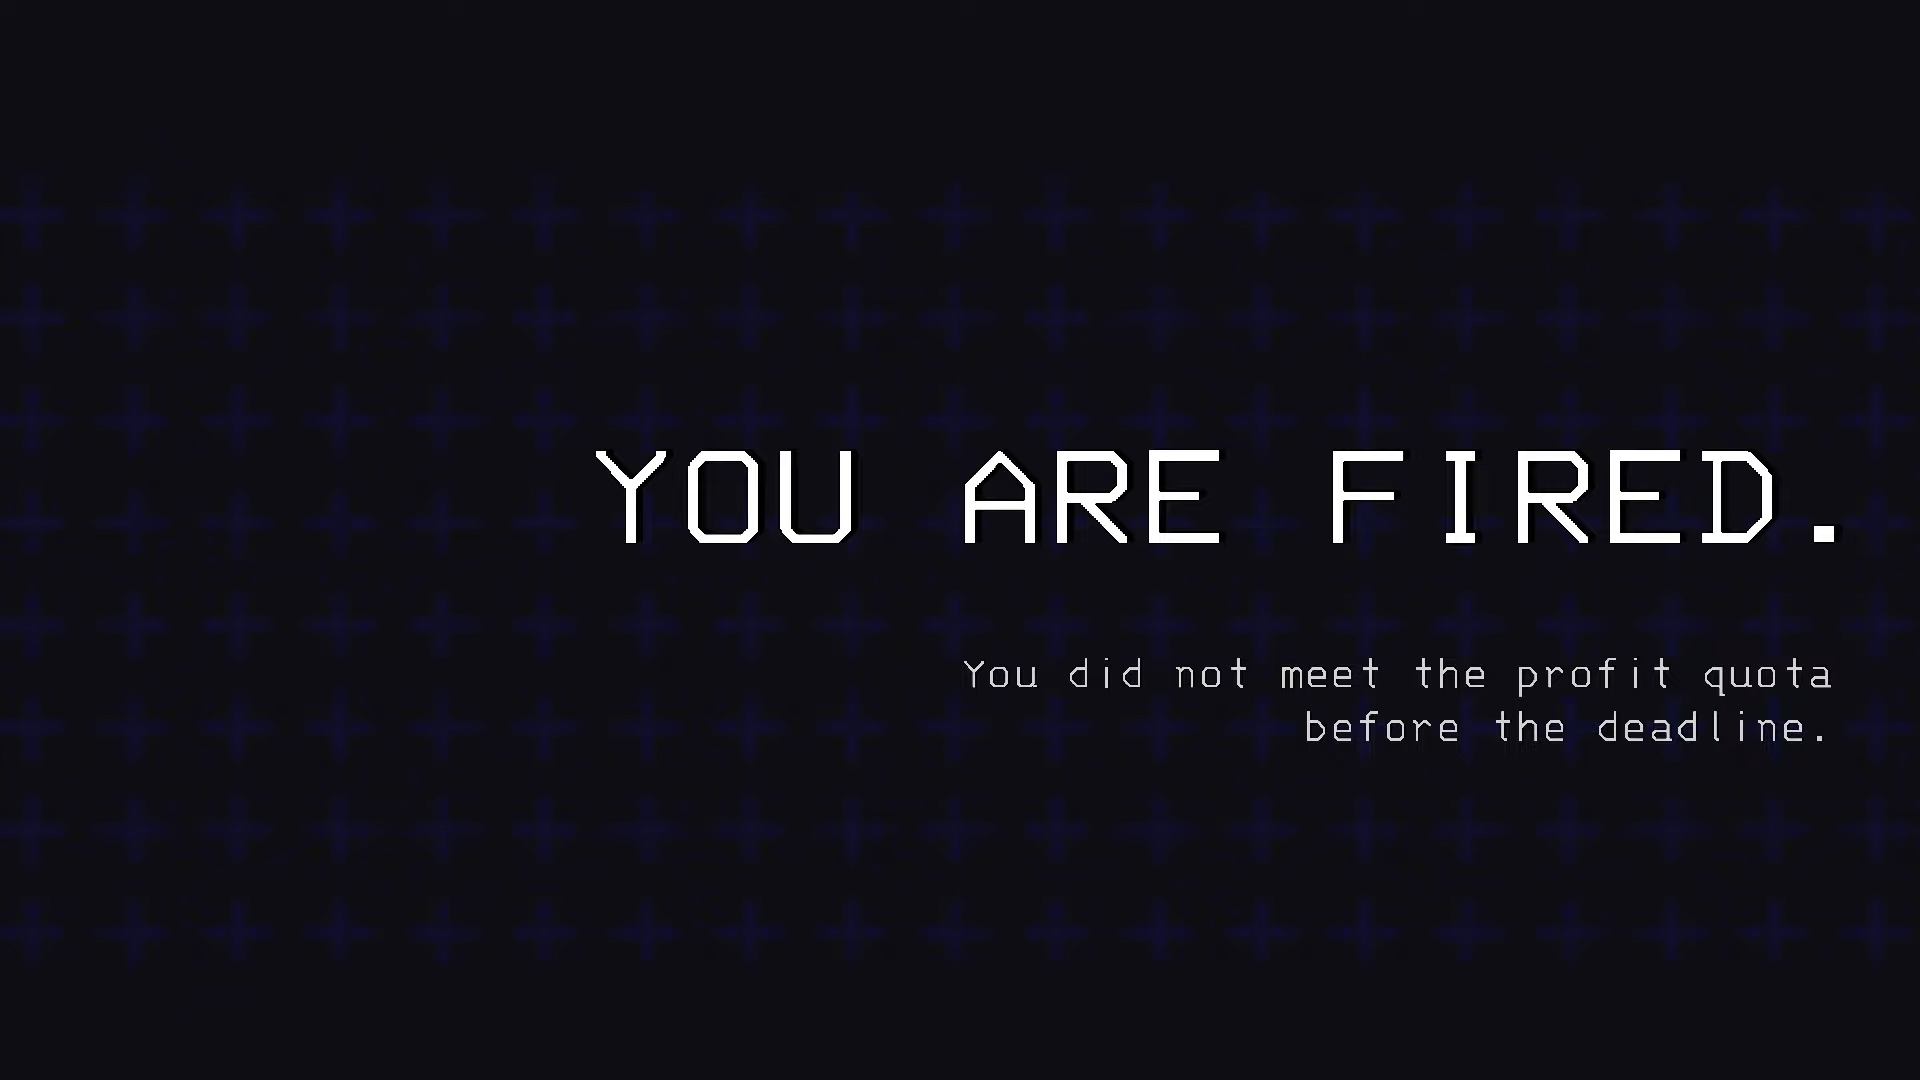 YOU ARE FIRED.
You did not meet the profit quota
before the deadline.